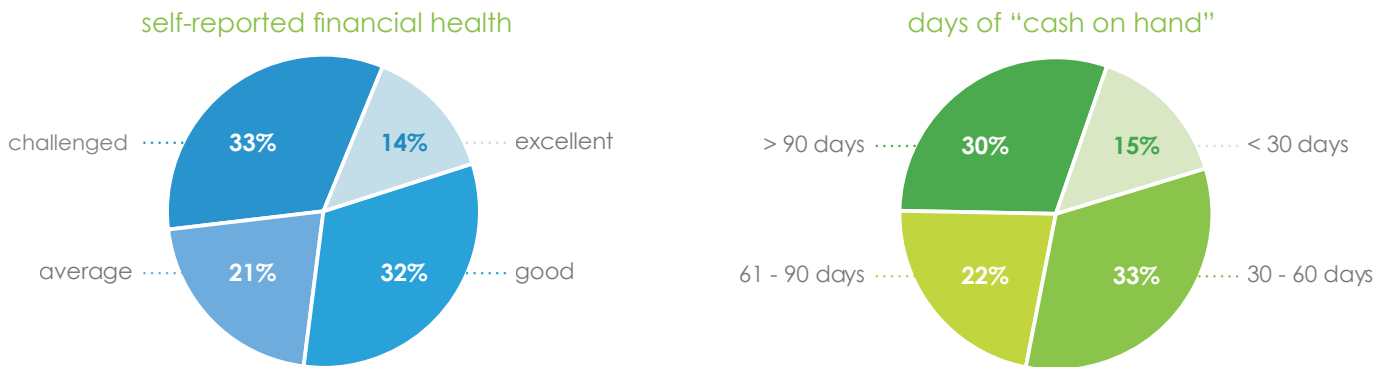 self-reported financial health
challenged
33%
14%
excellent
average
21%
32%
good
days of “cash on hand”
> 90 days
30%
15%
< 30 days
61 - 90 days
22%
33%
30 - 60 days